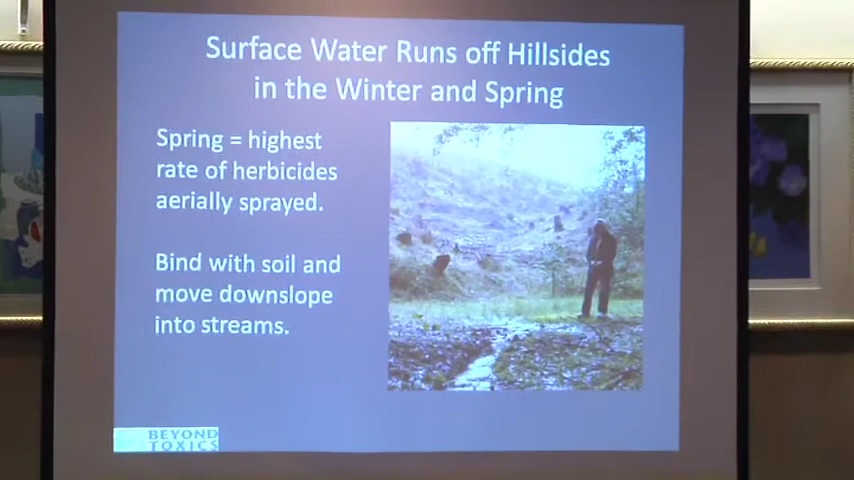 Surface Water Runs off Hillsides
in the Winter and Spring
Spring = highest
rate of herbicides
aerially sprayed.
Bind with soil and
move downslope
into streams.
BEYOND
TOXICS